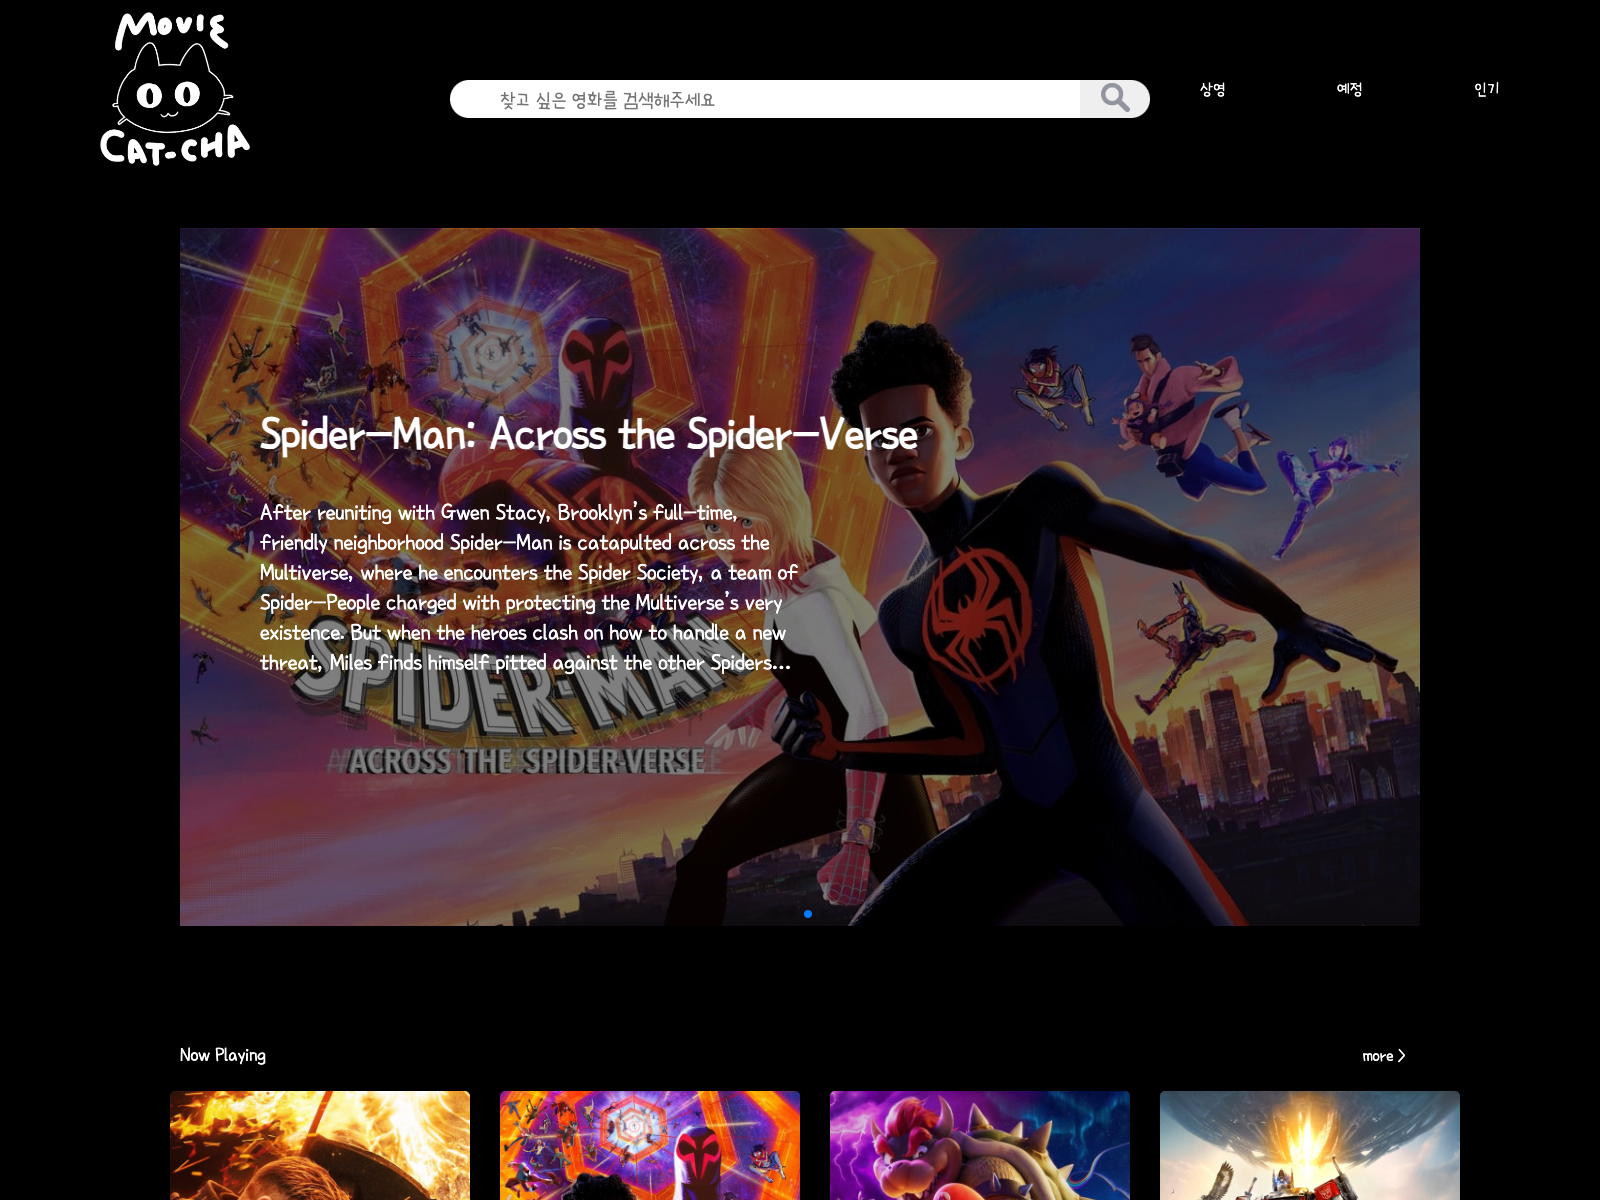 MOVIE
CAT-CHA
찾고 싶은 영화를 검색해주세요
상영
예정
인기
Spider-Man: Across the Spider-Verse
After reuniting with Gwen Stacy, Brooklyn's full-time,
friendly neighborhood Spider-Man is catapulted across the
Multiverse, where he encounters the Spider Society, a team of
Spider-People charged with protecting the Multiverse's very
existence. But when the heroes clash on how to handle a new
threat, Miles finds himself pitted against the other Spiders...
SPIDER-MAN
ACROSS THE SPIDER-VERSE
Now Playing
more >